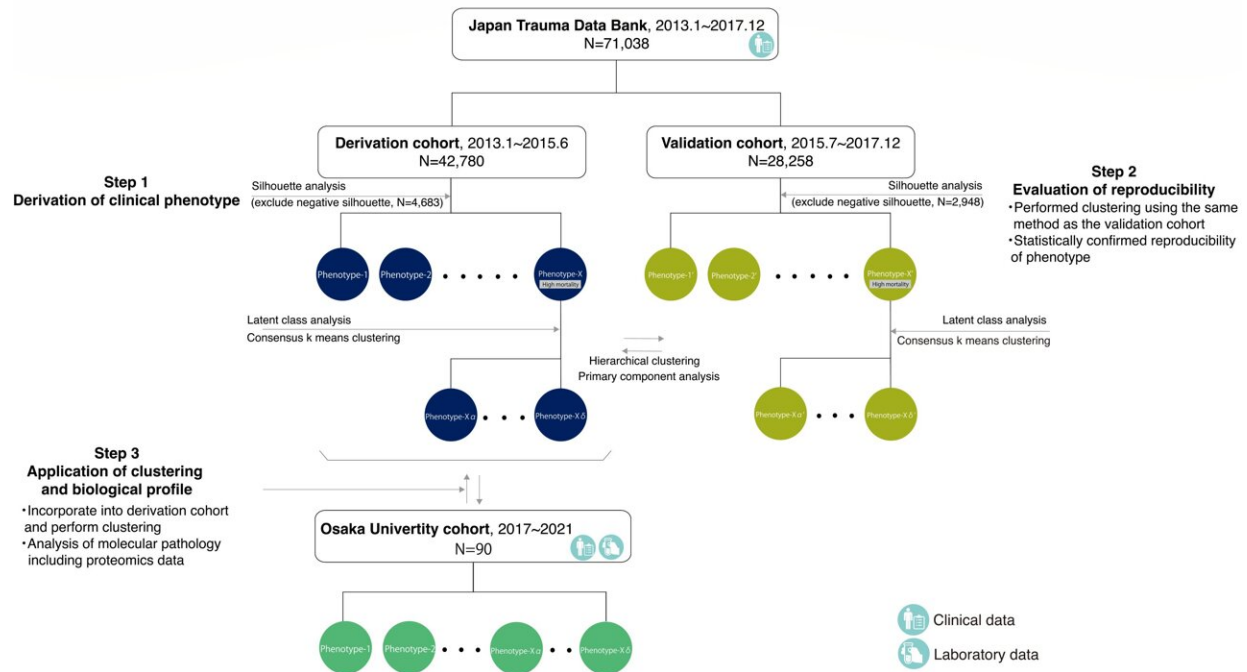 Japan Trauma Data Bank, 2013.1~2017.12
N=71,038
Derivation cohort, 2013.1~2015.6
N=42,780
Validation cohort, 2015.7~2017.12
N=28,258
Step 1
Derivation of clinical phenotype
Silhouette analysis
(exclude negative silhouette, N=4,683)
Silhouette analysis
(exclude negative silhouette, N=2,948)
Step 2
Evaluation of reproducibility
・Performed clustering using the same
method as the validation cohort
・Statistically confirmed reproducibility
of phenotype
Phenotype-1
Phenotype-2
Phenotype-X
High mortality
Phenotype-1'
Phenotype-2'
Phenotype-X'
High mortality
Latent class analysis
Consensus k means clustering
Hierarchical clustering
Primary component analysis
Latent class analysis
Consensus k means clustering
Phenotype-Xα
Phenotype-Xδ
Phenotype-Xα'
Phenotype-Xδ'
Step 3
Application of clustering
and biological profile
・Incorporate into derivation cohort
and perform clustering
・Analysis of molecular pathology
including proteomics data
Osaka Univertity cohort, 2017~2021
N=90
Phenotype-1
Phenotype-2
Phenotype-Xα
Phenotype-Xδ
Clinical data
Laboratory data